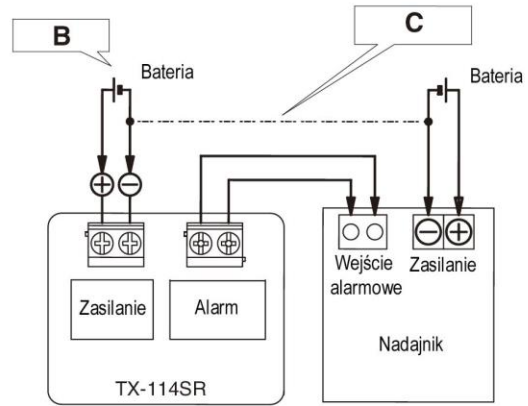 B
C
Bateria
Bateria
+
−
−
+
Wejście
alarmowe
Zasilanie
Zasilanie
Alarm
Nadajnik
TX-114SR